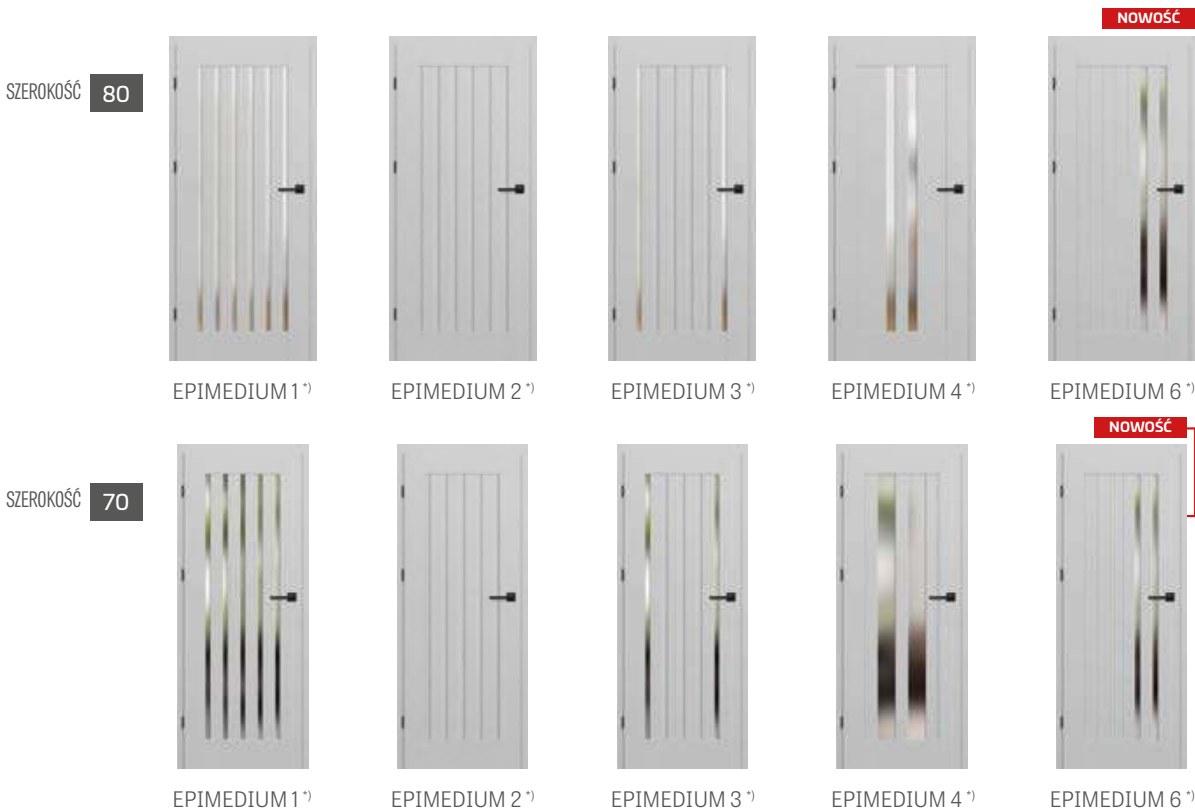 NOWOŚĆ
SZEROKOŚĆ 80
EPIMEDIUM 1 *) EPIMEDIUM 2 *) EPIMEDIUM 3 *) EPIMEDIUM 4 *) EPIMEDIUM 6 *)
NOWOŚĆ
SZEROKOŚĆ 70
EPIMEDIUM 1 *) EPIMEDIUM 2 *) EPIMEDIUM 3 *) EPIMEDIUM 4 *) EPIMEDIUM 6 *)